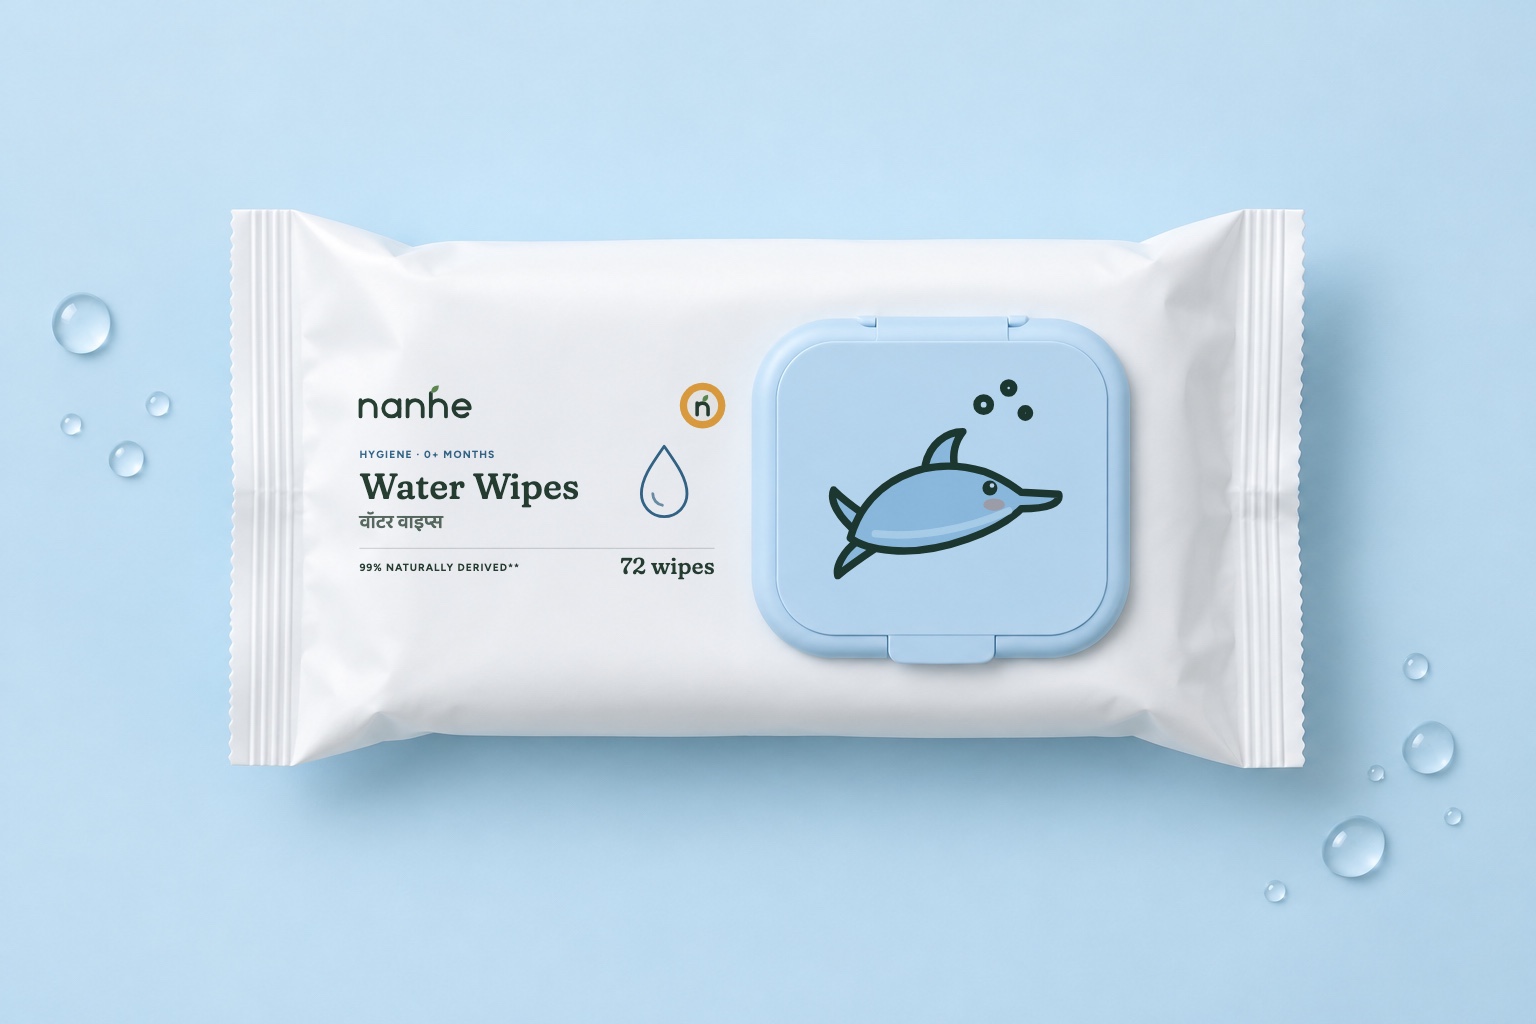 nanhe
n
HYGIENE · 0+ MONTHS
Water Wipes
वॉटर वाइप्स
99% NATURALLY DERIVED**
72 wipes